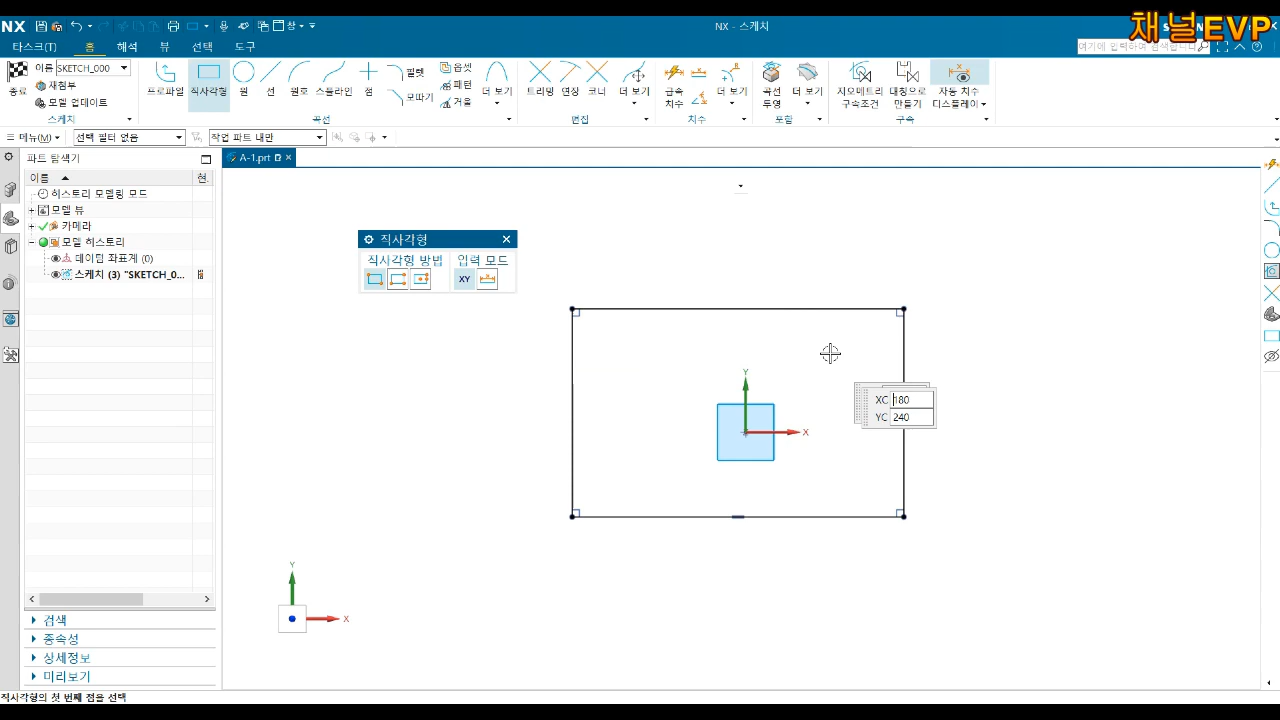 NX
창
NX - 스케치
채널EVP
타스크(T)
홈
해석
뷰
선택
도구
종료
이름
SKETCH_000
재첨부
모델 업데이트
스케치
프로파일
직사각형
원
선
원호
스플라인
점
필렛
모따기
옵셋
패턴
거울
더 보기
곡선
트리밍
연장
코너
더 보기
편집
급속
치수
더 보기
치수
곡선
투영
더 보기
포함
지오메트리
구속조건
대칭으로
만들기
자동 치수
디스플레이
구속
메뉴(M)
선택 필터 없음
작업 파트 내만
파트 탐색기
A-1.prt
이름
현.
히스토리 모델링 모드
모델 뷰
카메라
모델 히스토리
데이텀 좌표계 (0)
스케치 (3) "SKETCH_0...
직사각형
직사각형 방법
입력 모드
XY
Y
X
XC 180
YC 240
Y
X
검색
종속성
상세정보
미리보기
직사각형의 첫 번째 점을 선택